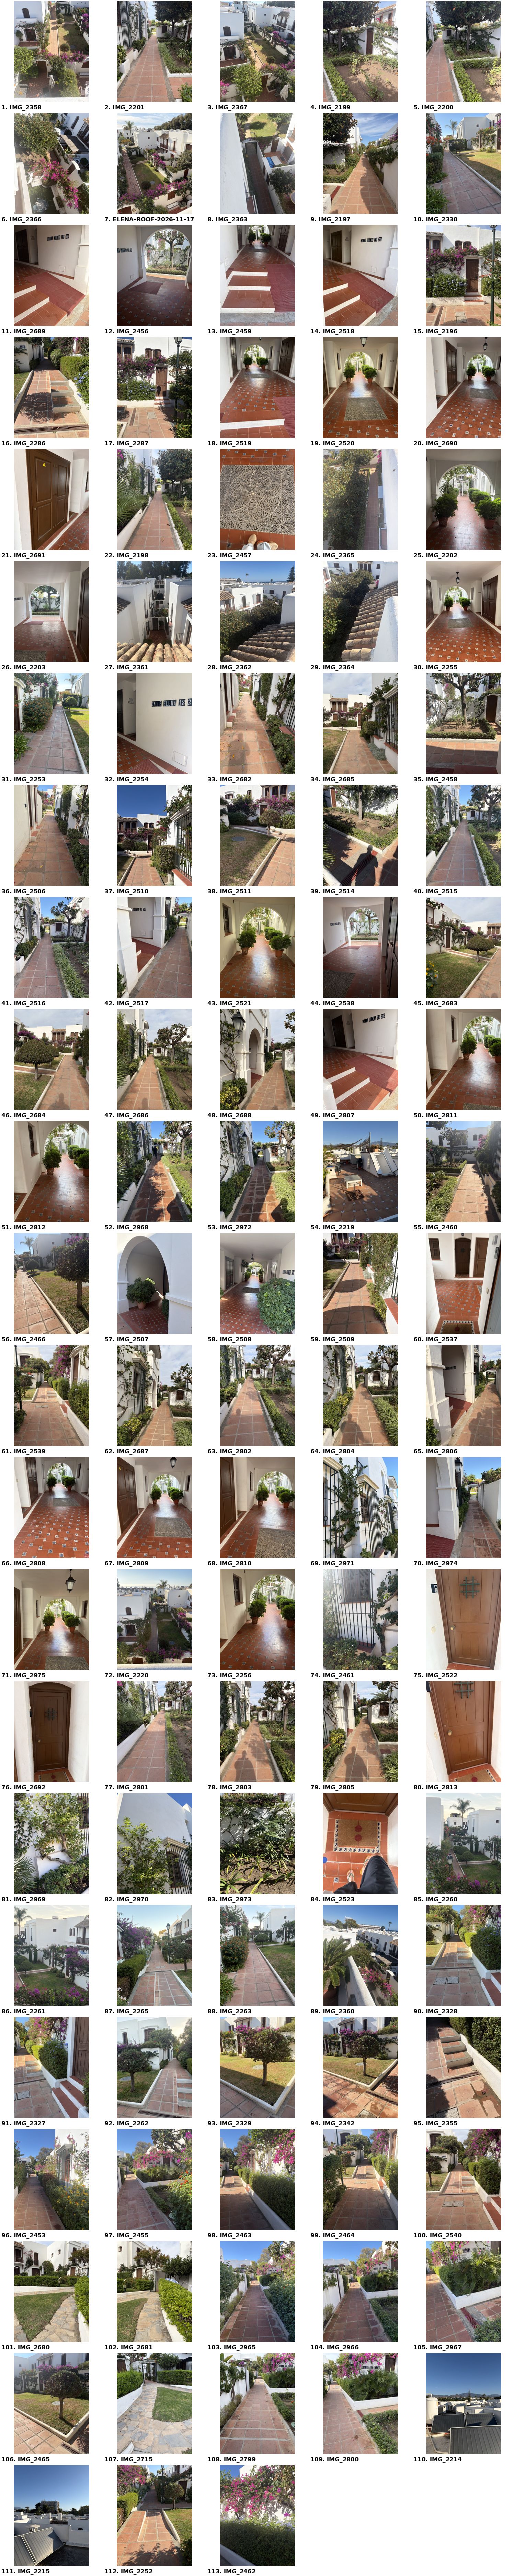 1. IMG_2358 2. IMG_2201 3. IMG_2367 4. IMG_2199 5. IMG_2200
6. IMG_2366 7. ELENA-ROOF-2026-11-17 8. IMG_2363 9. IMG_2197 10. IMG_2330
11. IMG_2689 12. IMG_2456 13. IMG_2459 14. IMG_2518 15. IMG_2196
16. IMG_2286 17. IMG_2287 18. IMG_2519 19. IMG_2520 20. IMG_2690
21. IMG_2691 22. IMG_2198 23. IMG_2457 24. IMG_2365 25. IMG_2202
26. IMG_2203 27. IMG_2361 28. IMG_2362 29. IMG_2364 30. IMG_2255
31. IMG_2253 32. IMG_2254 33. IMG_2682 34. IMG_2685 35. IMG_2458
36. IMG_2506 37. IMG_2510 38. IMG_2511 39. IMG_2514 40. IMG_2515
41. IMG_2516 42. IMG_2517 43. IMG_2521 44. IMG_2538 45. IMG_2683
46. IMG_2684 47. IMG_2686 48. IMG_2688 49. IMG_2807 50. IMG_2811
51. IMG_2812 52. IMG_2968 53. IMG_2972 54. IMG_2219 55. IMG_2460
56. IMG_2466 57. IMG_2507 58. IMG_2508 59. IMG_2509 60. IMG_2537
61. IMG_2539 62. IMG_2687 63. IMG_2802 64. IMG_2804 65. IMG_2806
66. IMG_2808 67. IMG_2809 68. IMG_2810 69. IMG_2971 70. IMG_2974
71. IMG_2975 72. IMG_2220 73. IMG_2256 74. IMG_2461 75. IMG_2522
76. IMG_2692 77. IMG_2801 78. IMG_2803 79. IMG_2805 80. IMG_2813
81. IMG_2969 82. IMG_2970 83. IMG_2973 84. IMG_2523 85. IMG_2260
86. IMG_2261 87. IMG_2265 88. IMG_2263 89. IMG_2360 90. IMG_2328
91. IMG_2327 92. IMG_2262 93. IMG_2329 94. IMG_2342 95. IMG_2355
96. IMG_2453 97. IMG_2455 98. IMG_2463 99. IMG_2464 100. IMG_2540
101. IMG_2680 102. IMG_2681 103. IMG_2965 104. IMG_2966 105. IMG_2967
106. IMG_2465 107. IMG_2715 108. IMG_2799 109. IMG_2800 110. IMG_2214
111. IMG_2215 112. IMG_2252 113. IMG_2462